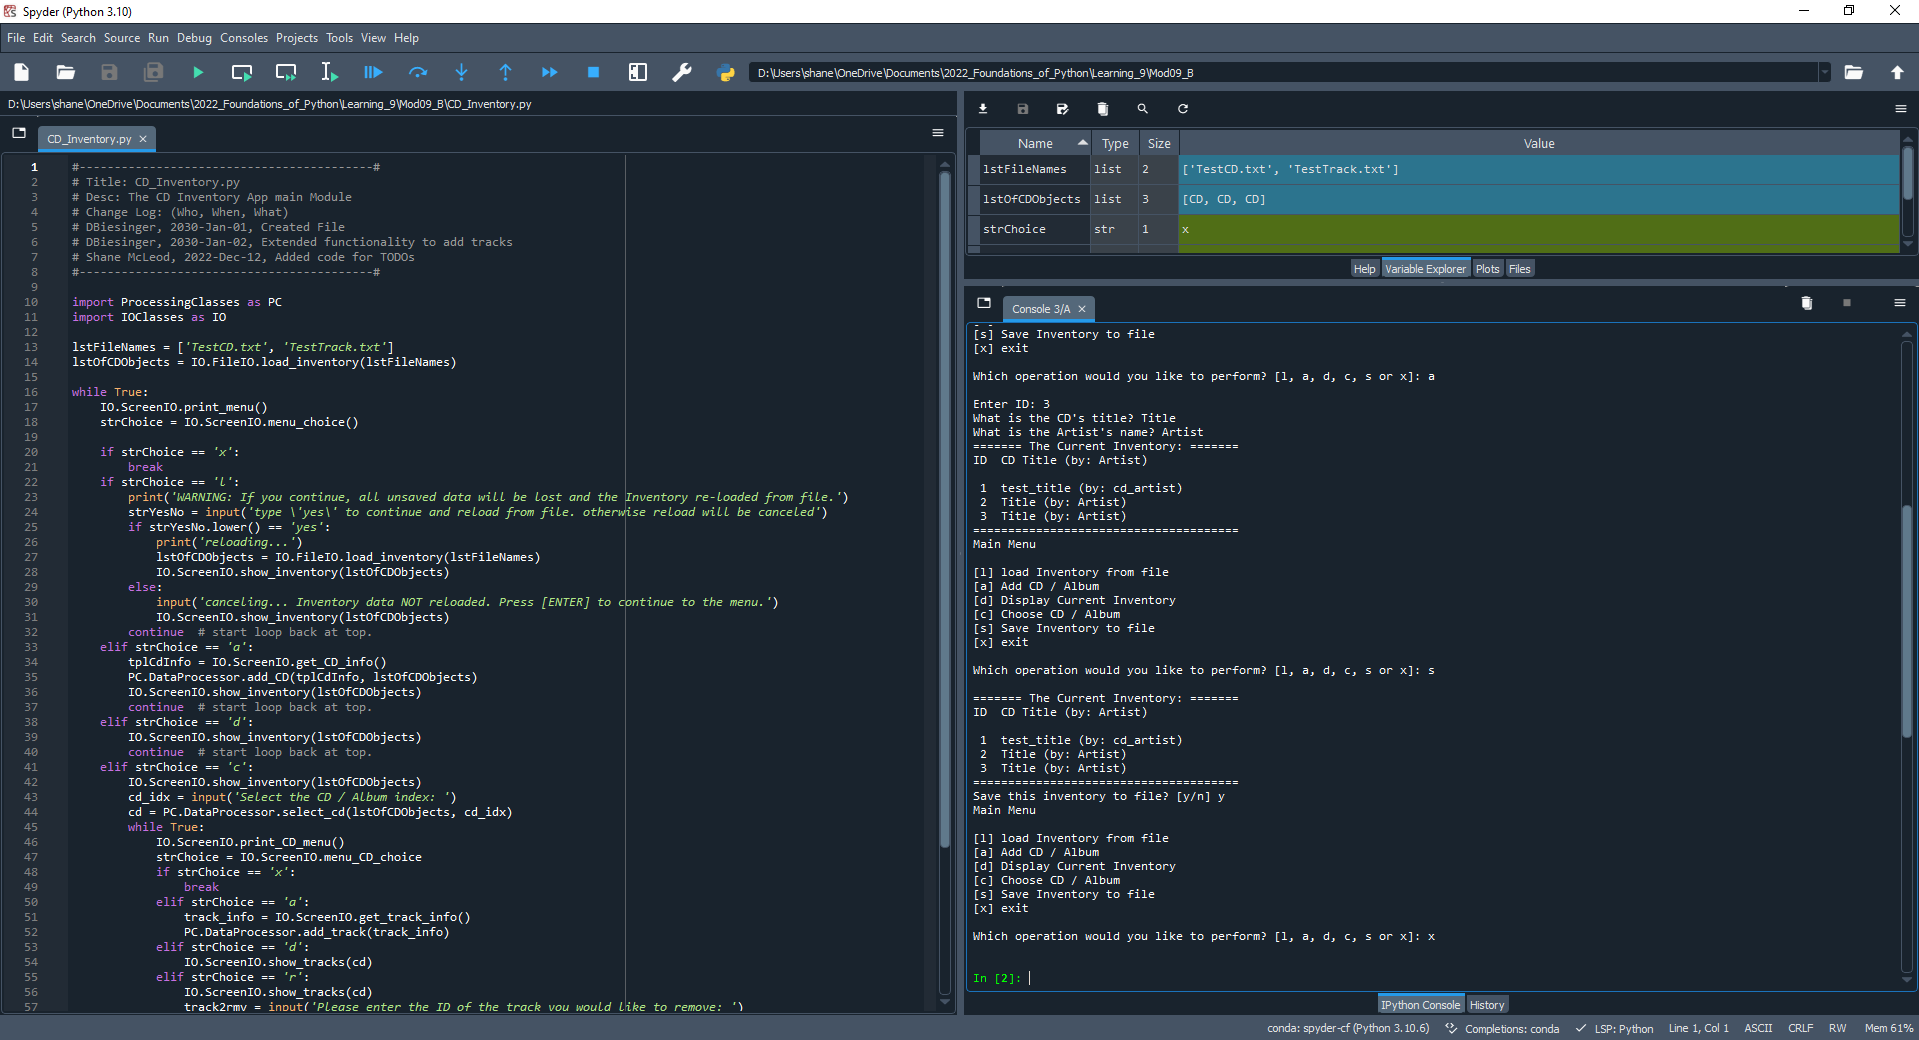 Spyder (Python 3.10)
File Edit Search Source Run Debug Consoles Projects Tools View Help
D:\Users\shane\OneDrive\Documents\2022_Foundations_of_Python\Learning_9\Mod09_B
D:\Users\shane\OneDrive\Documents\2022_Foundations_of_Python\Learning_9\Mod09_B\CD_Inventory.py
CD_Inventory.py
1 #------------------------------------------#
2 # Title: CD_Inventory.py
3 # Desc: The CD Inventory App main Module
4 # Change Log: (Who, When, What)
5 # DBiesinger, 2030-Jan-01, Created File
6 # DBiesinger, 2030-Jan-02, Extended functionality to add tracks
7 # Shane McLeod, 2022-Dec-12, Added code for TODOs
8 #------------------------------------------#
9
10 import ProcessingClasses as PC
11 import IOClasses as IO
12
13 lstFileNames = ['TestCD.txt', 'TestTrack.txt']
14 lstOfCDObjects = IO.FileIO.load_inventory(lstFileNames)
15
16 while True:
17     IO.ScreenIO.print_menu()
18     strChoice = IO.ScreenIO.menu_choice()
19
20     if strChoice == 'x':
21         break
22     if strChoice == 'l':
23         print('WARNING: If you continue, all unsaved data will be lost and the Inventory re-loaded from file.')
24         strYesNo = input('type \'yes\' to continue and reload from file. otherwise reload will be canceled')
25         if strYesNo.lower() == 'yes':
26             print('reloading...')
27             lstOfCDObjects = IO.FileIO.load_inventory(lstFileNames)
28             IO.ScreenIO.show_inventory(lstOfCDObjects)
29         else:
30             input('canceling... Inventory data NOT reloaded. Press [ENTER] to continue to the menu.')
31             IO.ScreenIO.show_inventory(lstOfCDObjects)
32         continue  # start loop back at top.
33     elif strChoice == 'a':
34         tplCdInfo = IO.ScreenIO.get_CD_info()
35         PC.DataProcessor.add_CD(tplCdInfo, lstOfCDObjects)
36         IO.ScreenIO.show_inventory(lstOfCDObjects)
37         continue  # start loop back at top.
38     elif strChoice == 'd':
39         IO.ScreenIO.show_inventory(lstOfCDObjects)
40         continue  # start loop back at top.
41     elif strChoice == 'c':
42         IO.ScreenIO.show_inventory(lstOfCDObjects)
43         cd_idx = input('Select the CD / Album index: ')
44         cd = PC.DataProcessor.select_cd(lstOfCDObjects, cd_idx)
45         while True:
46             IO.ScreenIO.print_CD_menu()
47             strChoice = IO.ScreenIO.menu_CD_choice
48             if strChoice == 'x':
49                 break
50             elif strChoice == 'a':
51                 track_info = IO.ScreenIO.get_track_info()
52                 PC.DataProcessor.add_track(track_info)
53             elif strChoice == 'd':
54                 IO.ScreenIO.show_tracks(cd)
55             elif strChoice == 'r':
56                 IO.ScreenIO.show_tracks(cd)
57                 track2rmv = input('Please enter the ID of the track you would like to remove: ')
Name Type Size Value
lstFileNames list 2 ['TestCD.txt', 'TestTrack.txt']
lstOfCDObjects list 3 [CD, CD, CD]
strChoice str 1 x
Help Variable Explorer Plots Files
Console 3/A
[s] Save Inventory to file
[x] exit
Which operation would you like to perform? [l, a, d, c, s or x]: a
Enter ID: 3
What is the CD's title? Title
What is the Artist's name? Artist
======= The Current Inventory: =======
ID  CD Title (by: Artist)
1  test_title (by: cd_artist)
2  Title (by: Artist)
3  Title (by: Artist)
======================================
Main Menu
[l] load Inventory from file
[a] Add CD / Album
[d] Display Current Inventory
[c] Choose CD / Album
[s] Save Inventory to file
[x] exit
Which operation would you like to perform? [l, a, d, c, s or x]: s
======= The Current Inventory: =======
ID  CD Title (by: Artist)
1  test_title (by: cd_artist)
2  Title (by: Artist)
3  Title (by: Artist)
======================================
Save this inventory to file? [y/n] y
Main Menu
[l] load Inventory from file
[a] Add CD / Album
[d] Display Current Inventory
[c] Choose CD / Album
[s] Save Inventory to file
[x] exit
Which operation would you like to perform? [l, a, d, c, s or x]: x
In [2]:
IPython Console History
conda: spyder-cf (Python 3.10.6) Completions: conda LSP: Python Line 1, Col 1 ASCII CRLF RW Mem 61%